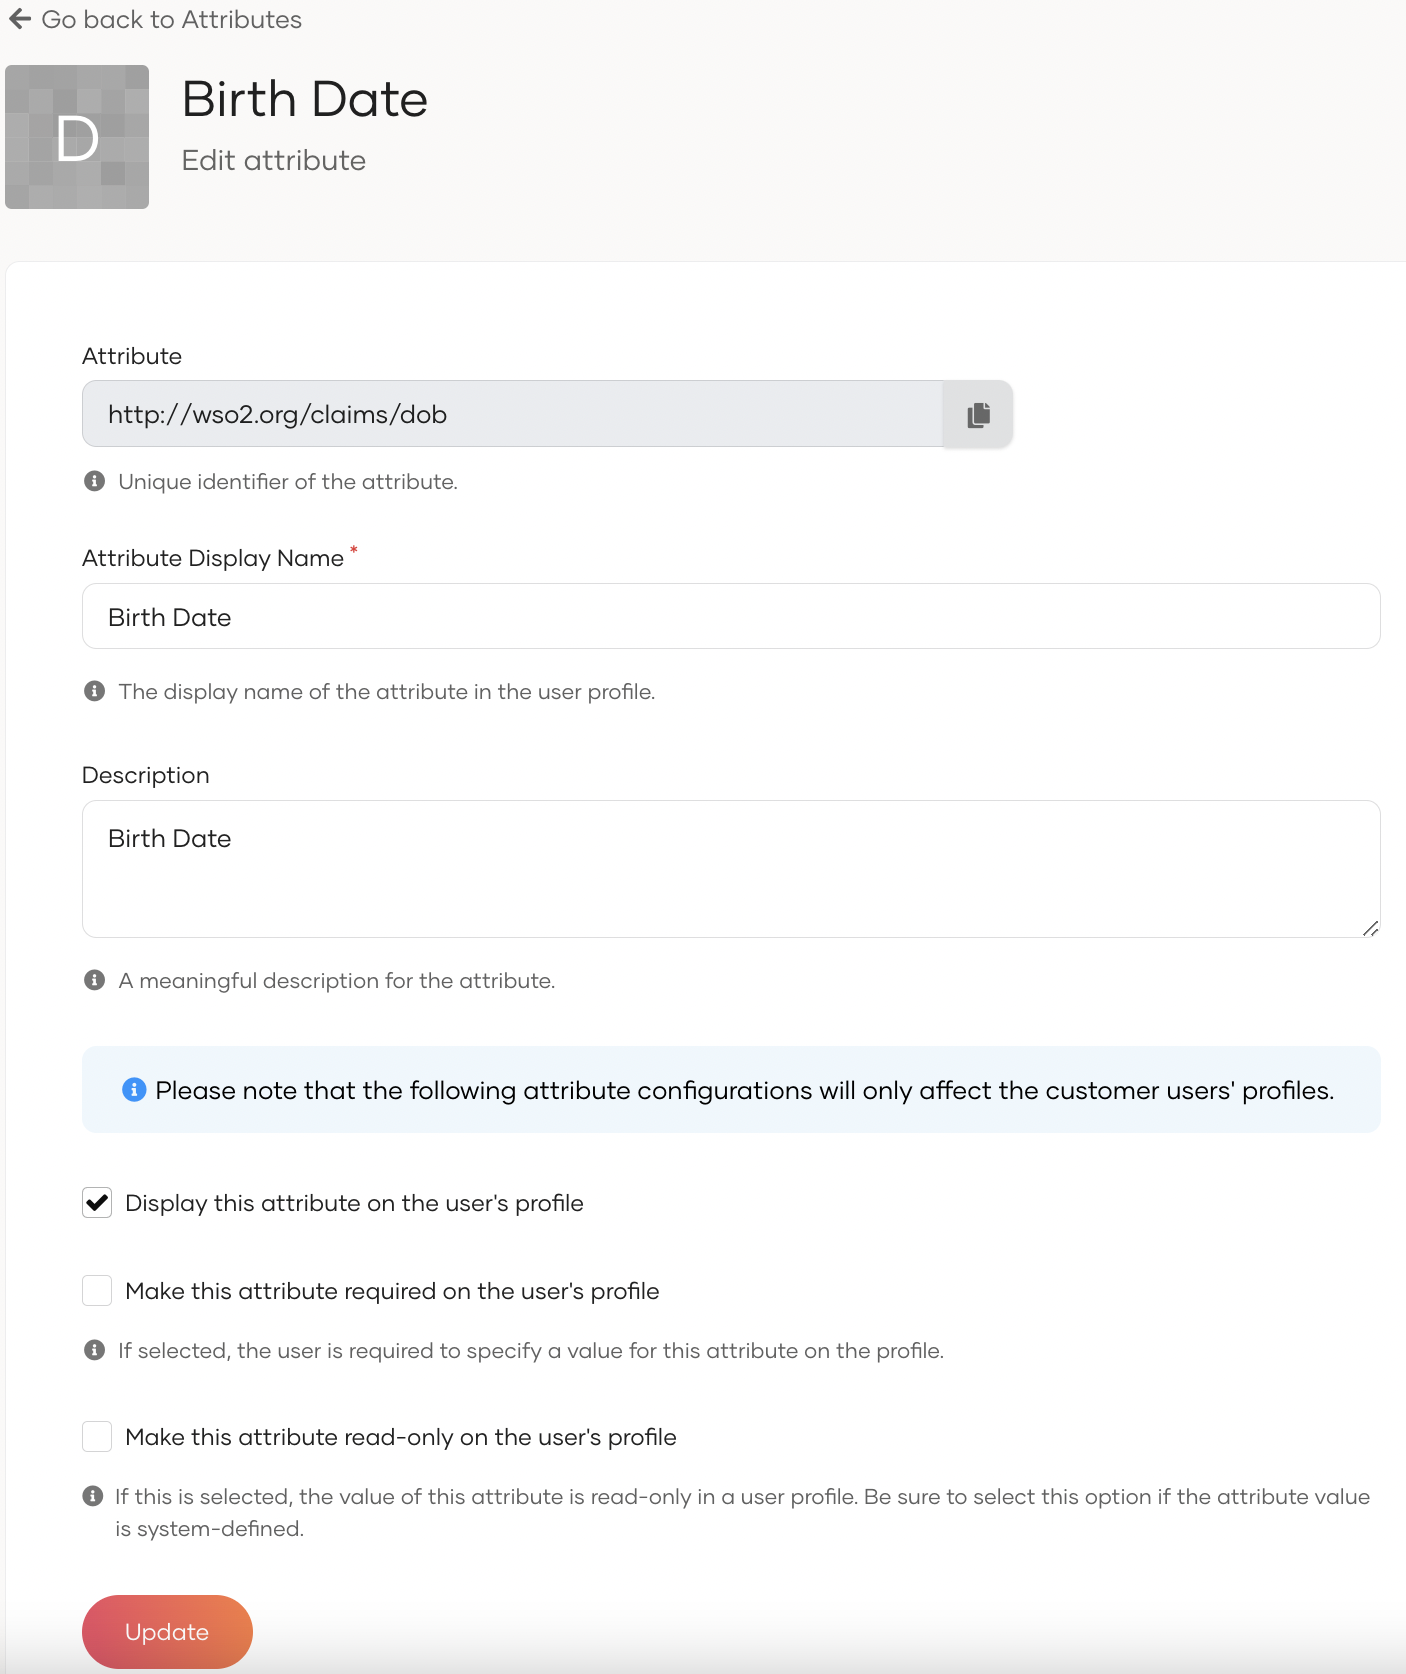 Go back to Attributes
D
Birth Date
Edit attribute
Attribute
http://wso2.org/claims/dob
Unique identifier of the attribute.
Attribute Display Name *
Birth Date
The display name of the attribute in the user profile.
Description
Birth Date
A meaningful description for the attribute.
Please note that the following attribute configurations will only affect the customer users' profiles.
Display this attribute on the user's profile
Make this attribute required on the user's profile
If selected, the user is required to specify a value for this attribute on the profile.
Make this attribute read-only on the user's profile
If this is selected, the value of this attribute is read-only in a user profile. Be sure to select this option if the attribute value
is system-defined.
Update